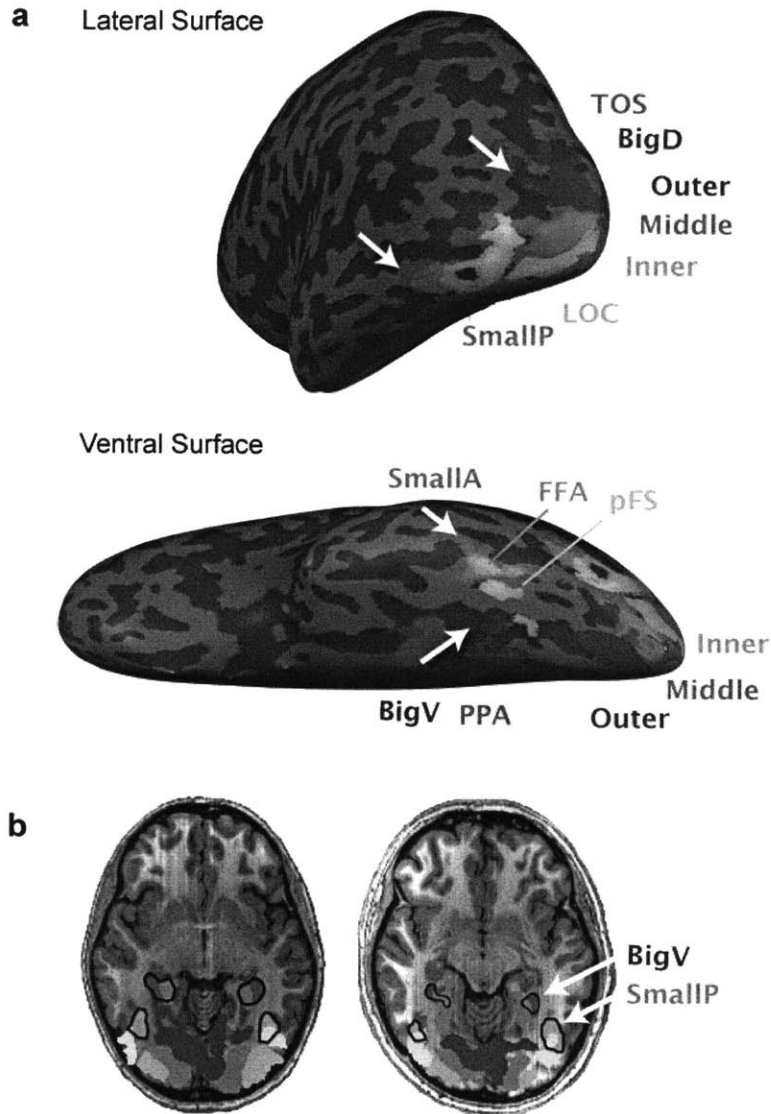 a Lateral Surface
TOS
BigD
Outer
Middle
Inner
LOC
SmallP
Ventral Surface
SmallA
FFA
pFS
Inner
Middle
BigV PPA Outer
b
BigV
SmallP